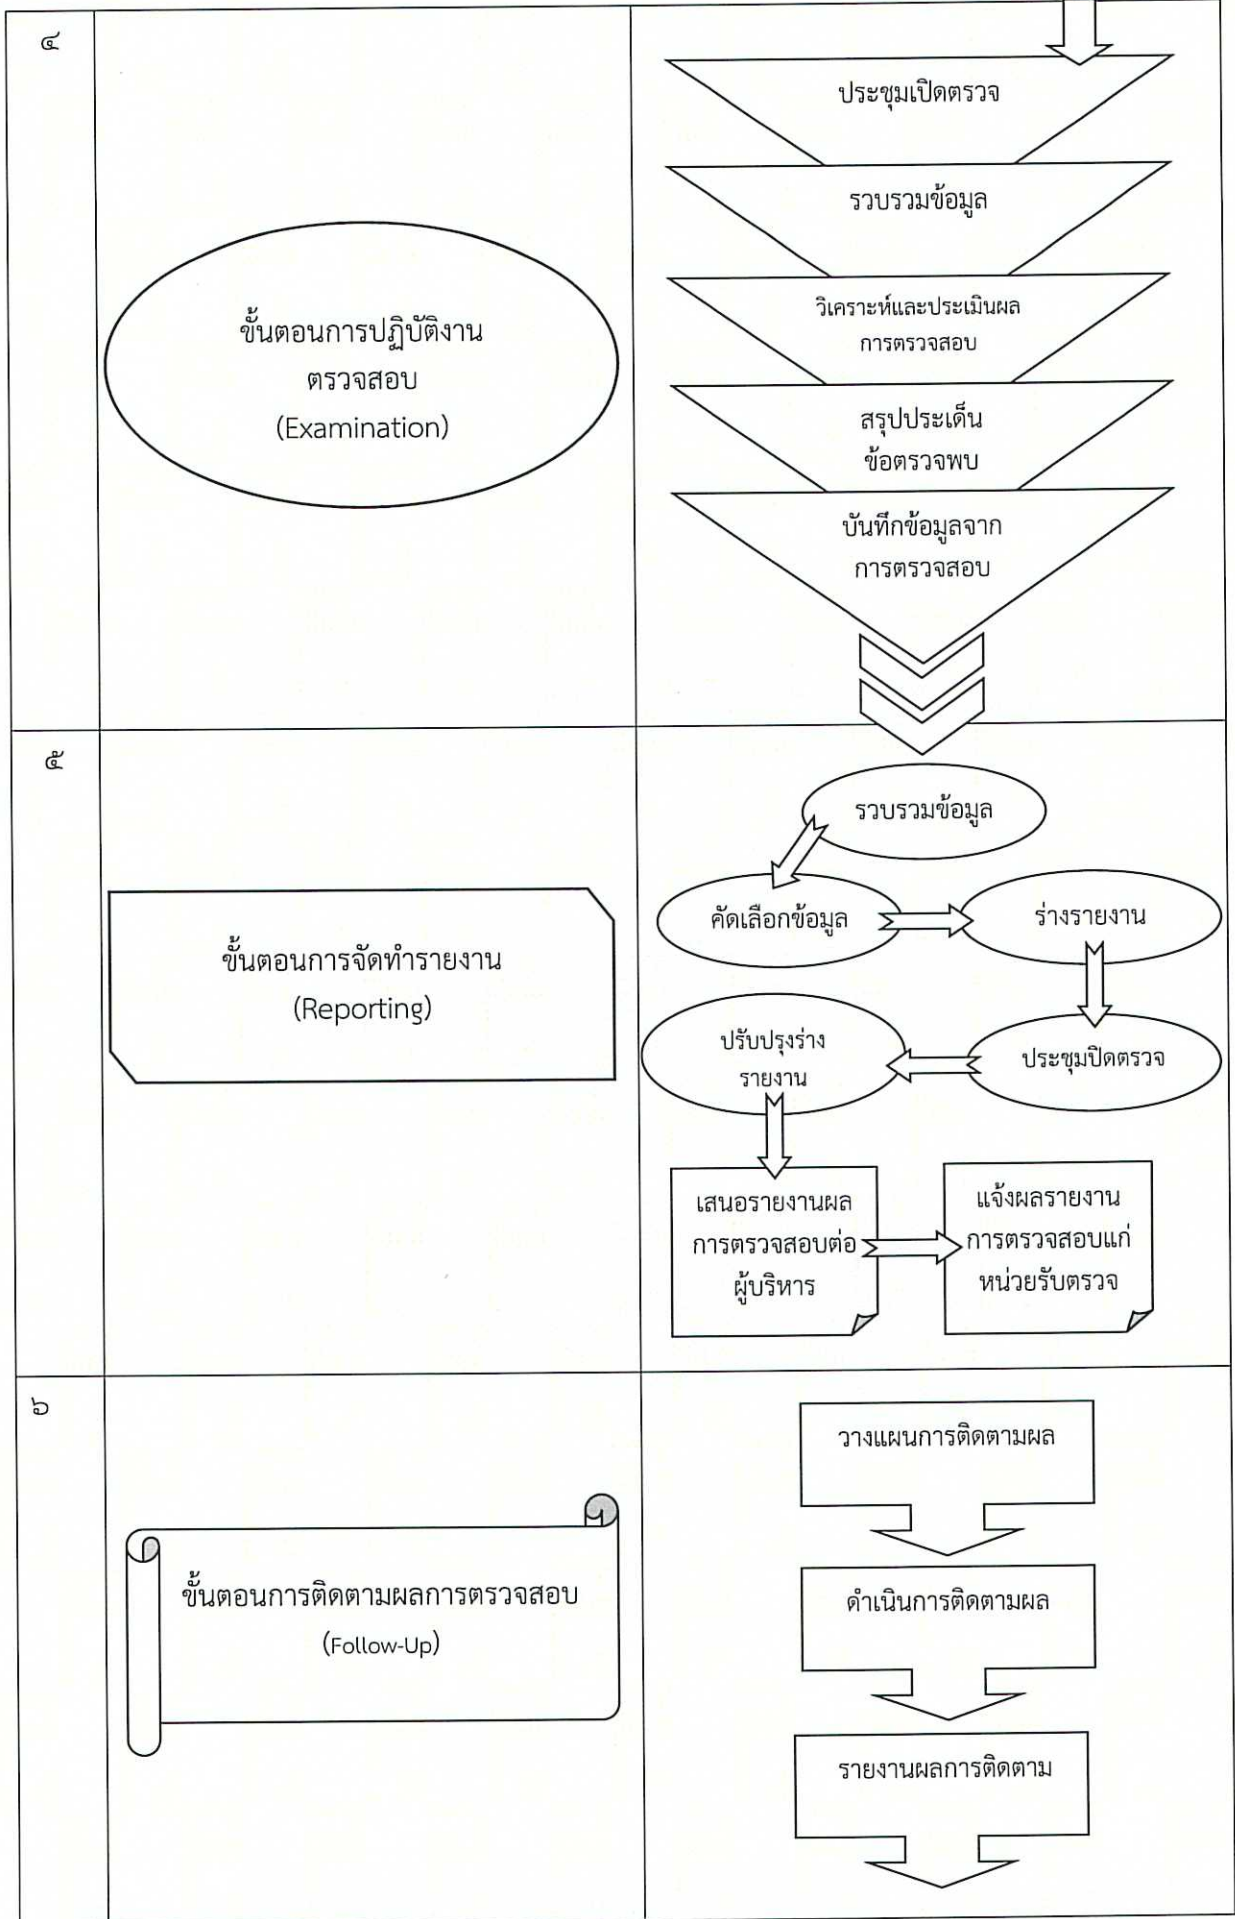 ๔
ขั้นตอนการปฏิบัติงาน
ตรวจสอบ
(Examination)
ประชุมเปิดตรวจ
รวบรวมข้อมูล
วิเคราะห์และประเมินผล
การตรวจสอบ
สรุปประเด็น
ข้อตรวจพบ
บันทึกข้อมูลจาก
การตรวจสอบ
๕
ขั้นตอนการจัดทำรายงาน
(Reporting)
รวบรวมข้อมูล
คัดเลือกข้อมูล
ร่างรายงาน
ประชุมปิดตรวจ
ปรับปรุงร่าง
รายงาน
เสนอรายงานผล
การตรวจสอบต่อ
ผู้บริหาร
แจ้งผลรายงาน
การตรวจสอบแก่
หน่วยรับตรวจ
๖
ขั้นตอนการติดตามผลการตรวจสอบ
(Follow-Up)
วางแผนการติดตามผล
ดำเนินการติดตามผล
รายงานผลการติดตาม